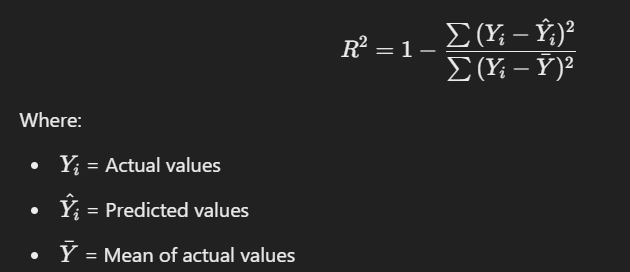 R² = 1 − ∑ (Yᵢ − Ŷᵢ)² / ∑ (Yᵢ − Ȳ)²
Where:
• Yᵢ = Actual values
• Ŷᵢ = Predicted values
• Ȳ = Mean of actual values